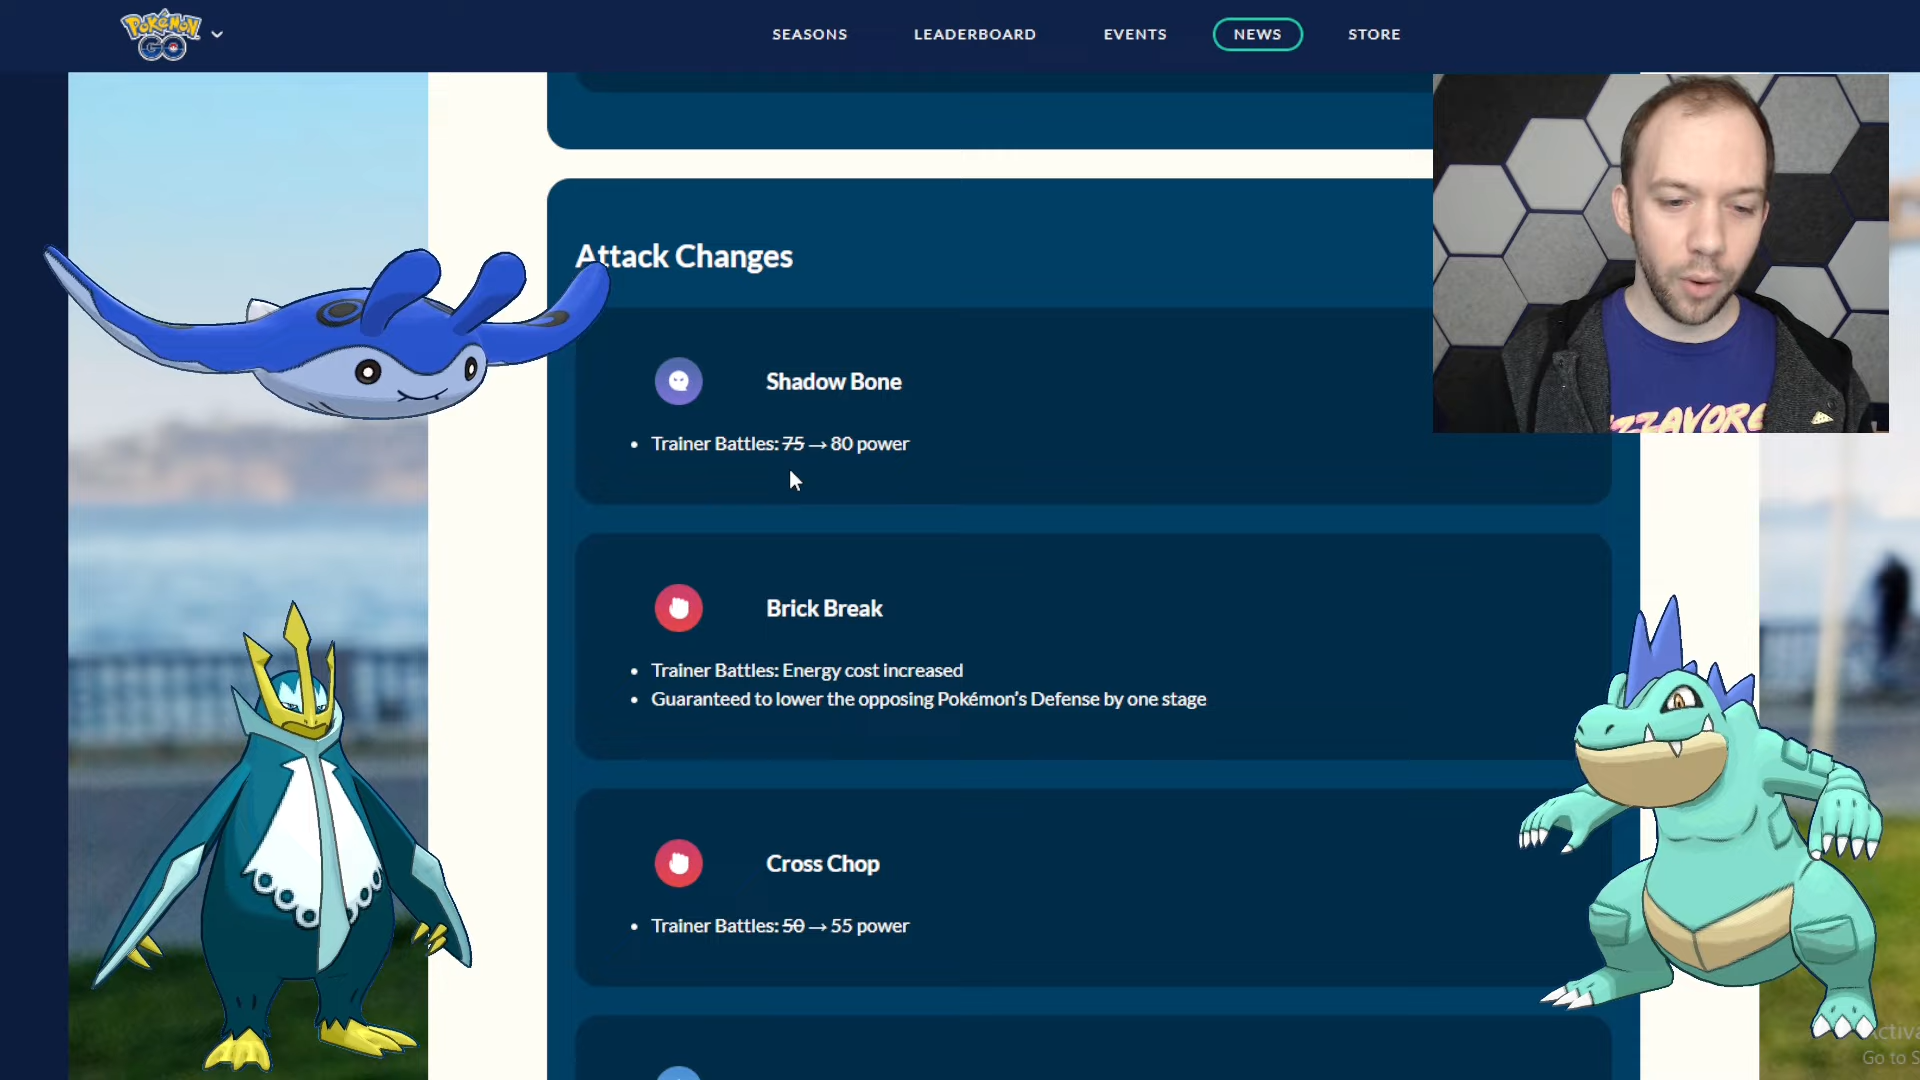 Pokémon GO
SEASONS
LEADERBOARD
EVENTS
NEWS
STORE
Attack Changes
Shadow Bone
• Trainer Battles: 75 → 80 power
Brick Break
• Trainer Battles: Energy cost increased
• Guaranteed to lower the opposing Pokémon’s Defense by one stage
Cross Chop
• Trainer Battles: 50 → 55 power